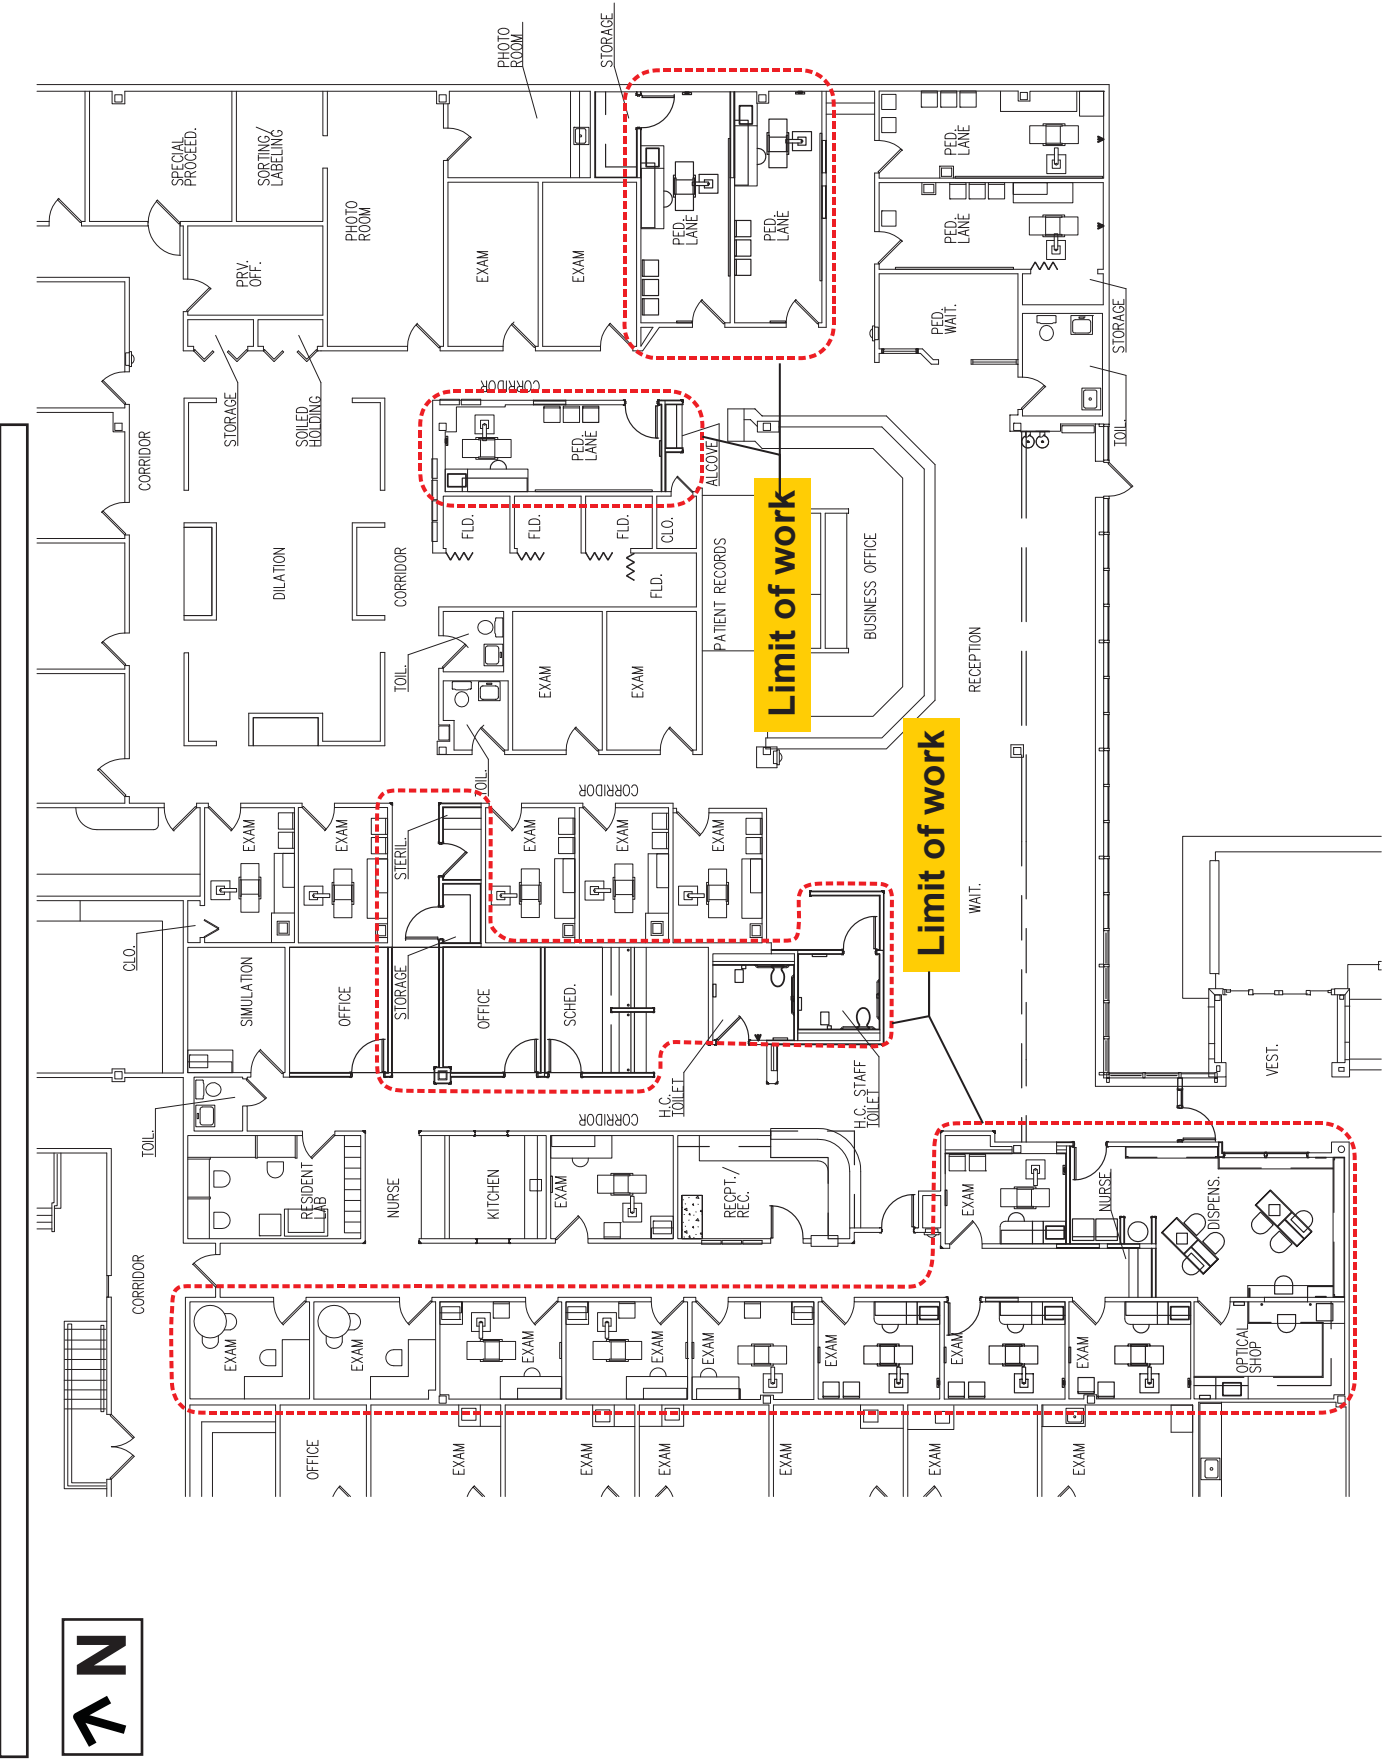 PHOTO
ROOM
STORAGE
SPECIAL
PROCEED.
SORTING/
LABELING
PHOTO
ROOM
PRV.
OFF.
EXAM
EXAM
PED.
LANE
PED.
LANE
PED.
LANE
PED.
LANE
PED.
WAIT.
STORAGE
TOIL.
STORAGE
SOILED
HOLDING
CORRIDOR
CORRIDOR
PED.
LANE
ALCOVE
DILATION
CORRIDOR
FLD.
FLD.
FLD.
CLO.
FLD.
PATIENT RECORDS
Limit of work
BUSINESS OFFICE
RECEPTION
TOIL.
EXAM
EXAM
TOIL.
CORRIDOR
Limit of work
EXAM
EXAM
STERIL.
EXAM
EXAM
EXAM
WAIT.
CLO.
SIMULATION
OFFICE
STORAGE
OFFICE
SCHED.
H.C.
TOILET
H.C. STAFF
TOILET
VEST.
TOIL.
CORRIDOR
RESIDENT
LAB
NURSE
KITCHEN
EXAM
RECPT./
REC.
EXAM
NURSE
DISPENS.
CORRIDOR
EXAM
EXAM
EXAM
EXAM
EXAM
EXAM
EXAM
EXAM
OPTICAL
SHOP
OFFICE
EXAM
EXAM
EXAM
EXAM
EXAM
EXAM
N